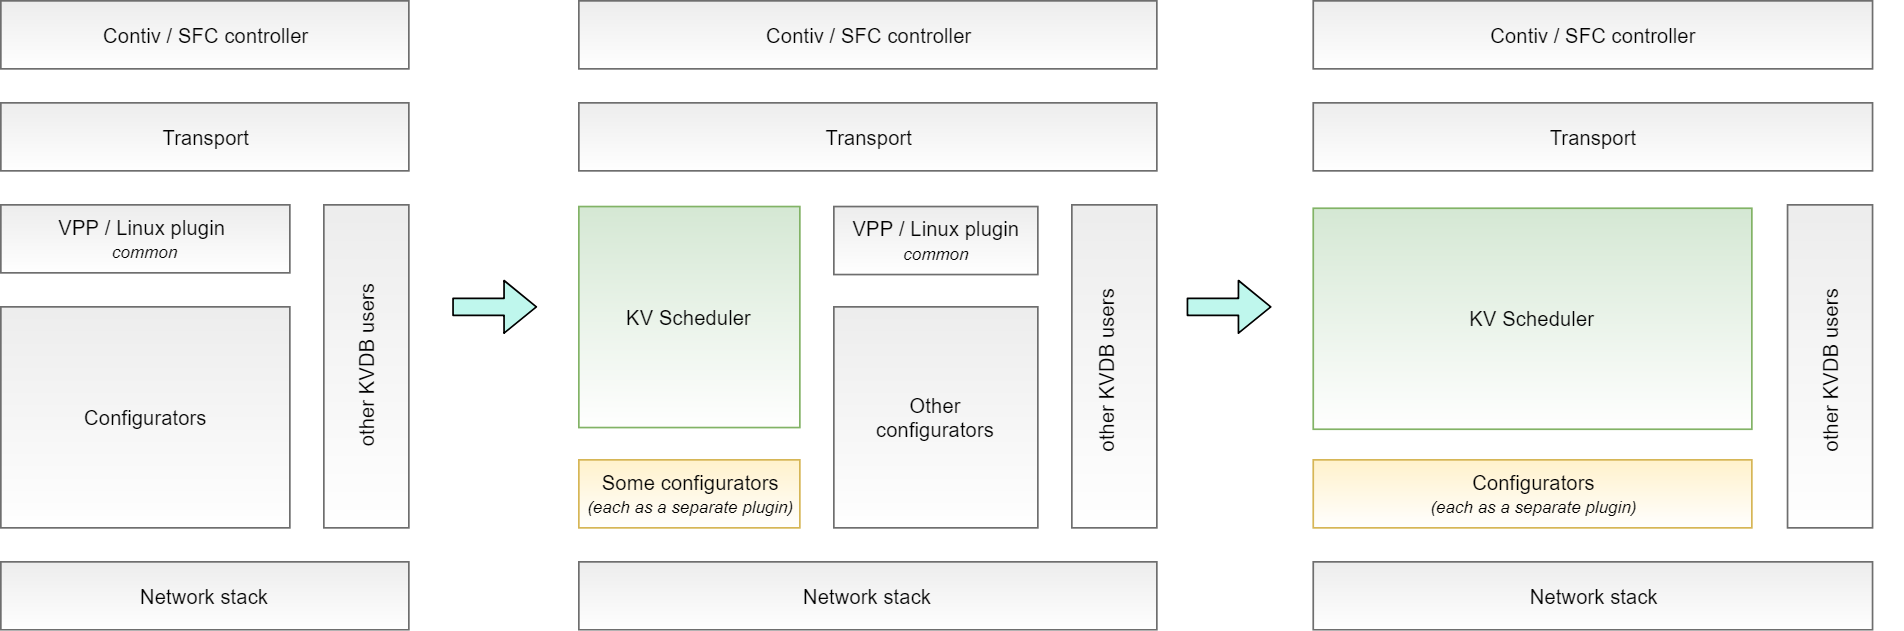 Contiv / SFC controller
Transport
VPP / Linux plugin
common
Configurators
other KVDB users
Network stack
Contiv / SFC controller
Transport
KV Scheduler
Some configurators
(each as a separate plugin)
VPP / Linux plugin
common
Other
configurators
other KVDB users
Network stack
Contiv / SFC controller
Transport
KV Scheduler
Configurators
(each as a separate plugin)
other KVDB users
Network stack